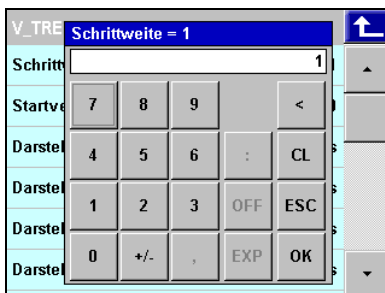 V_TRE
Schrittweite = 1
Schritt
1
Startve
7 8 9 <
Darstel
4 5 6 : CL
Darstel
1 2 3 OFF ESC
Darstel
0 +/- , EXP OK
Darstel